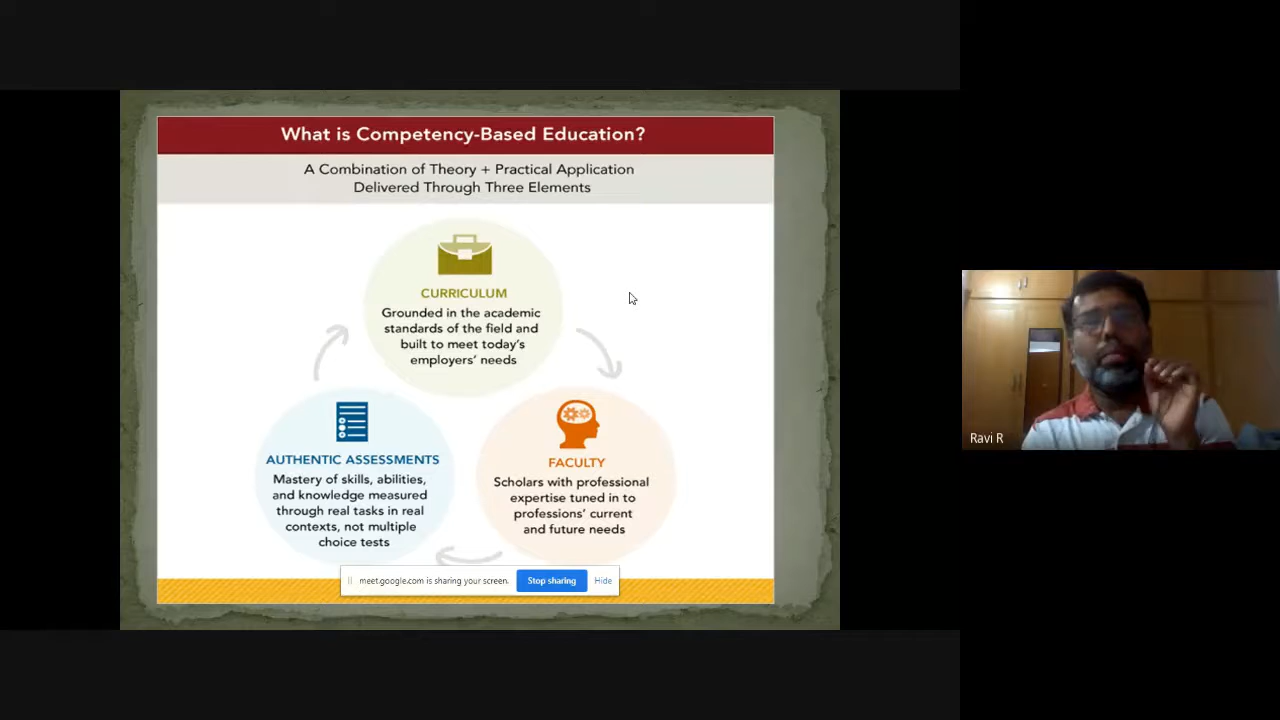 What is Competency-Based Education?
A Combination of Theory + Practical Application
Delivered Through Three Elements
CURRICULUM
Grounded in the academic
standards of the field and
built to meet today's
employers' needs
AUTHENTIC ASSESSMENTS
Mastery of skills, abilities,
and knowledge measured
through real tasks in real
contexts, not multiple
choice tests
FACULTY
Scholars with professional
expertise tuned in to
professions' current
and future needs
meet.google.com is sharing your screen.
Stop sharing
Hide
Ravi R